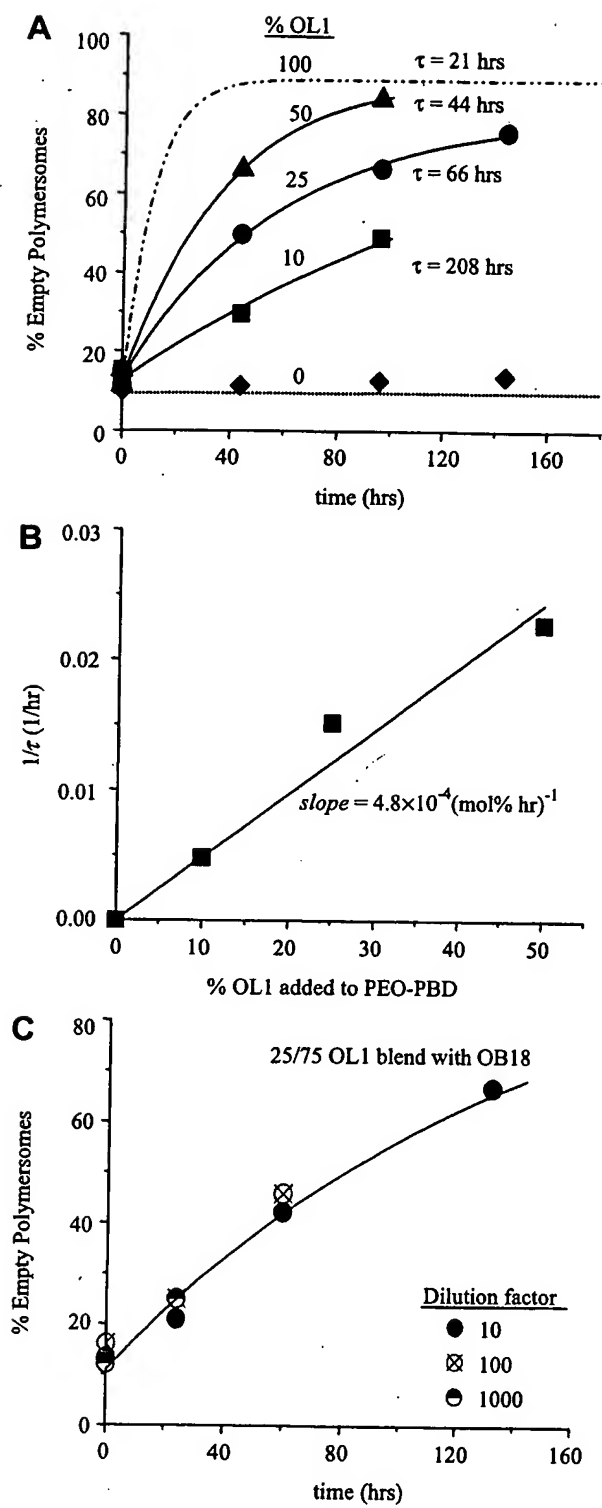 A
% OL1
100
80
60
40
20
0
% Empty Polymersomes
100
50
25
10
0
τ = 21 hrs
τ = 44 hrs
τ = 66 hrs
τ = 208 hrs
0 40 80 120 160
time (hrs)
B
0.03
0.02
0.01
0.00
1/τ (1/hr)
slope = 4.8×10⁻⁴(mol% hr)⁻¹
0 10 20 30 40 50
% OL1 added to PEO-PBD
C
80
60
40
20
0
% Empty Polymersomes
25/75 OL1 blend with OB18
Dilution factor
10
100
1000
0 40 80 120 160
time (hrs)